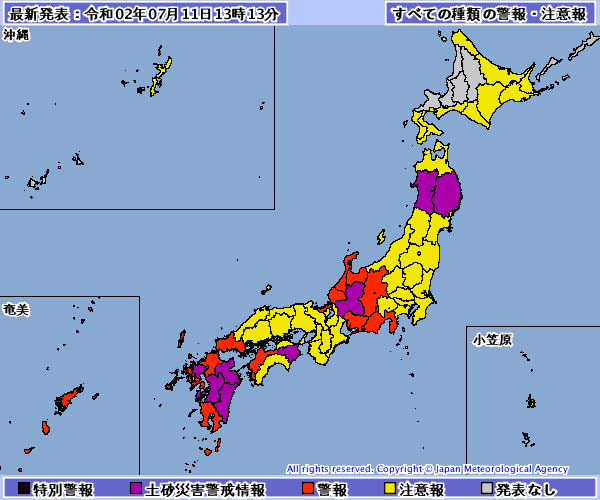 最新発表：令和02年07月11日13時13分
すべての種類の警報・注意報
沖縄
奄美
小笠原
All rights reserved. Copyright © Japan Meteorological Agency
特別警報 土砂災害警戒情報 警報 注意報 発表なし